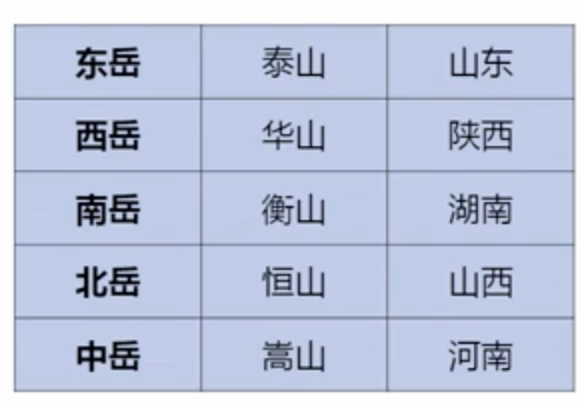 东岳 泰山 山东
西岳 华山 陕西
南岳 衡山 湖南
北岳 恒山 山西
中岳 嵩山 河南